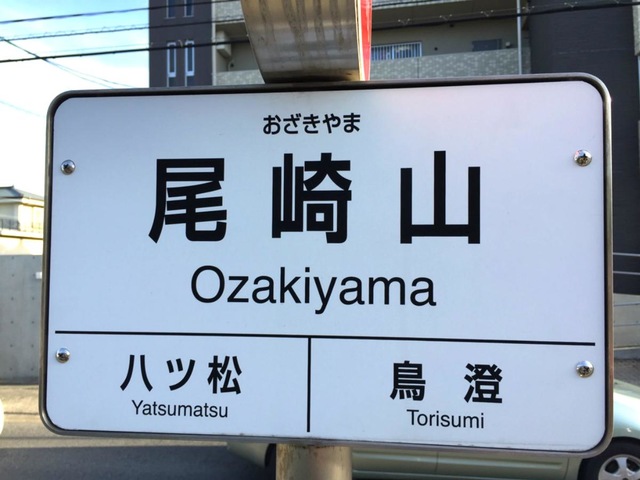 おざきやま
尾崎山
Ozakiyama
八ツ松
Yatsumatsu
鳥澄
Torisumi